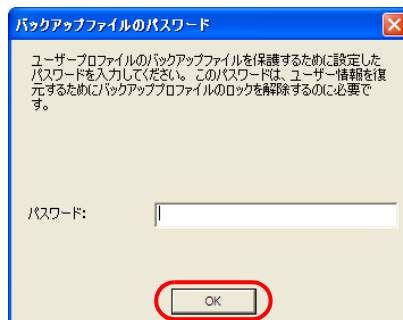 バックアップファイルのパスワード
ユーザープロファイルのバックアップファイルを保護するために設定した
パスワードを入力してください。 このパスワードは、ユーザー情報を復
元するためにバックアッププロファイルのロックを解除するのに必要で
す。
パスワード:
OK